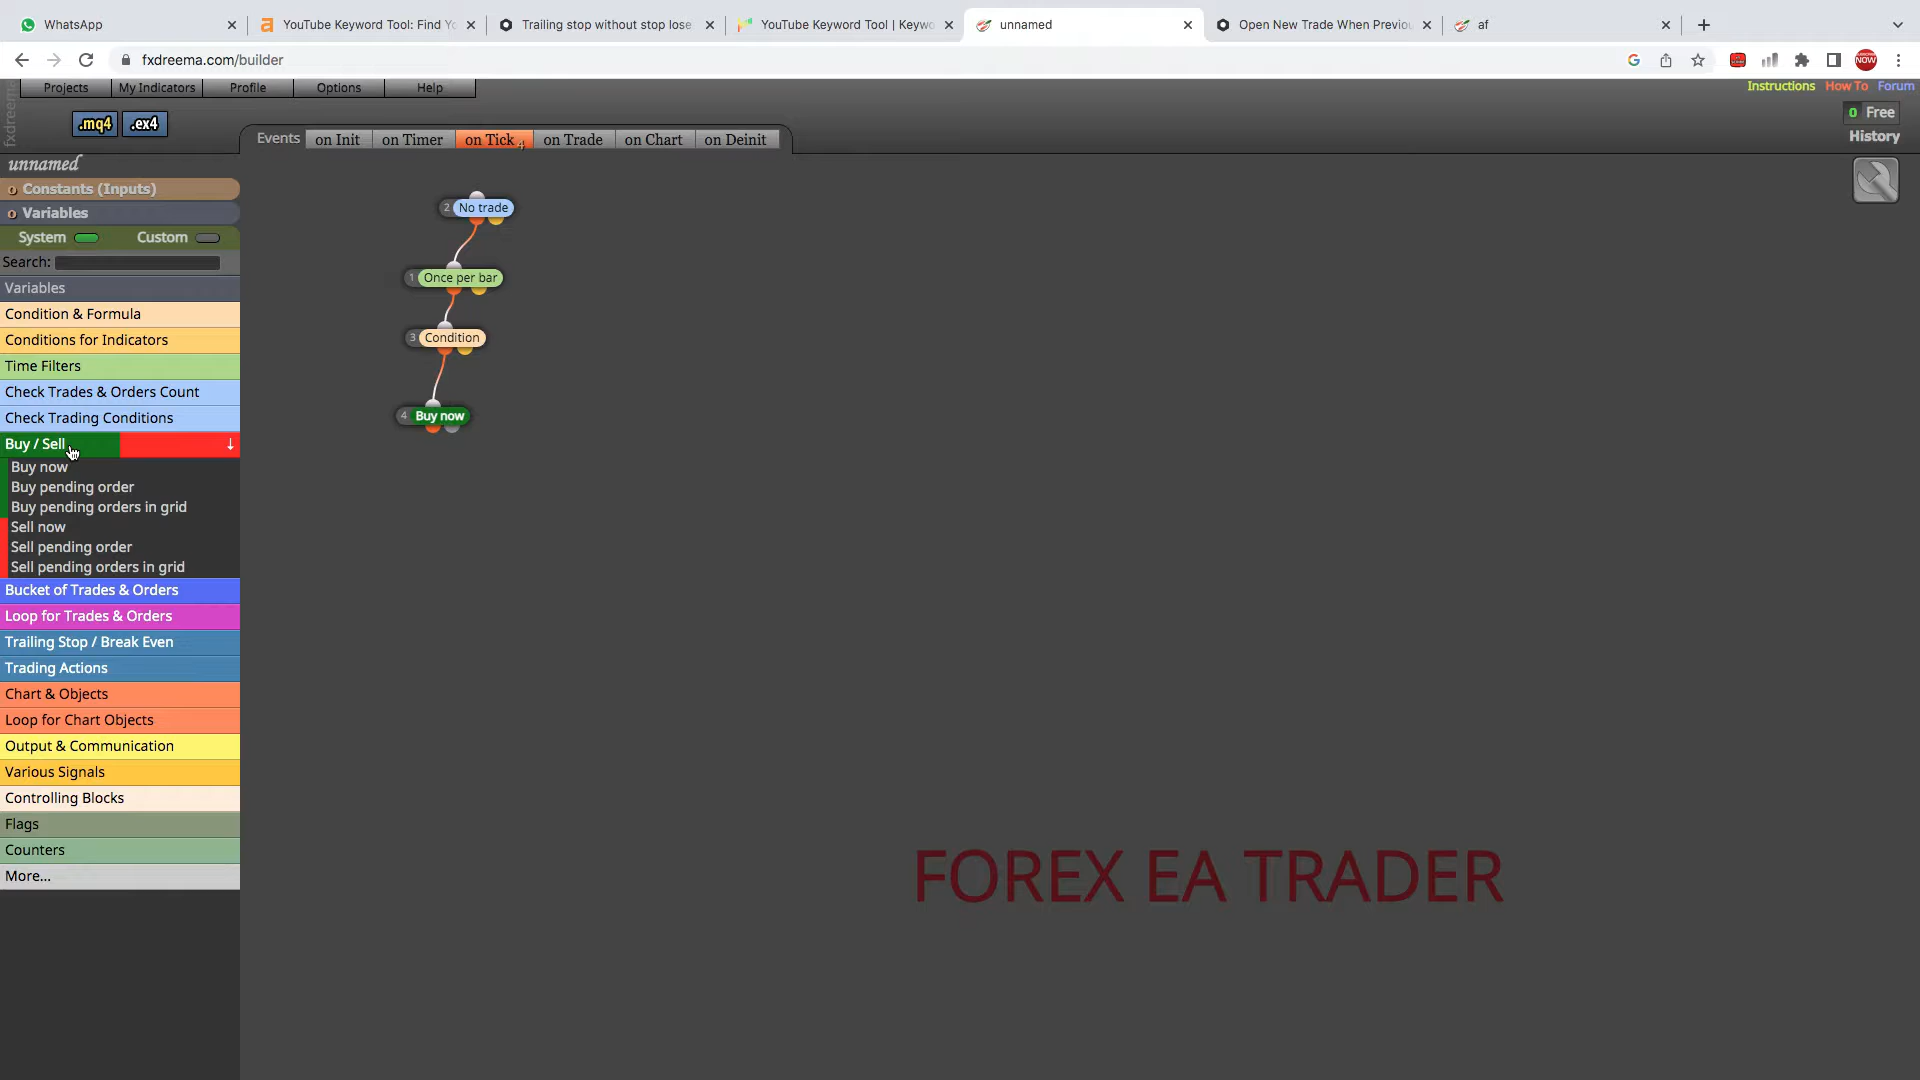 WhatsApp
YouTube Keyword Tool: Find Yo
Trailing stop without stop lose
YouTube Keyword Tool | Keywo
unnamed
Open New Trade When Previou
af
fxdreema.com/builder
Projects
My Indicators
Profile
Options
Help
Instructions
How To
Forum
fxdreema
.mq4
.ex4
0 Free
History
Events
on Init
on Timer
on Tick 4
on Trade
on Chart
on Deinit
unnamed
0 Constants (Inputs)
0 Variables
System
Custom
Search:
Variables
Condition & Formula
Conditions for Indicators
Time Filters
Check Trades & Orders Count
Check Trading Conditions
Buy / Sell ↓
Buy now
Buy pending order
Buy pending orders in grid
Sell now
Sell pending order
Sell pending orders in grid
Bucket of Trades & Orders
Loop for Trades & Orders
Trailing Stop / Break Even
Trading Actions
Chart & Objects
Loop for Chart Objects
Output & Communication
Various Signals
Controlling Blocks
Flags
Counters
More...
2 No trade
1 Once per bar
3 Condition
4 Buy now
FOREX EA TRADER